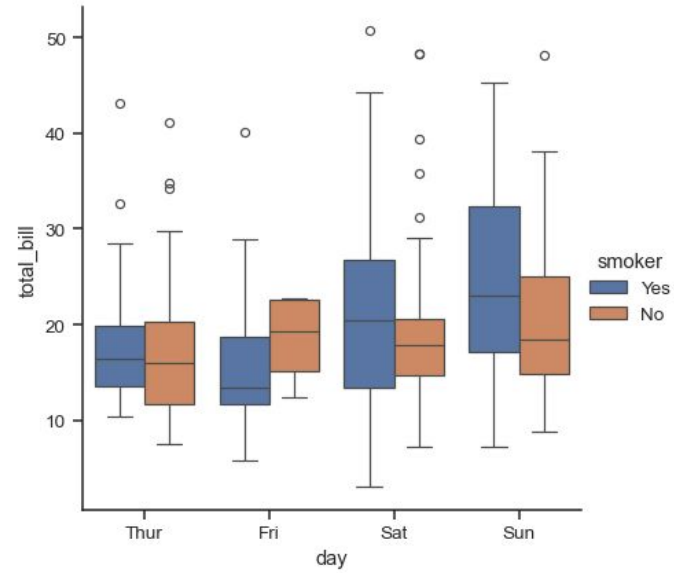 50
40
30
20
10
total_bill
Thur Fri Sat Sun
day
smoker
Yes
No